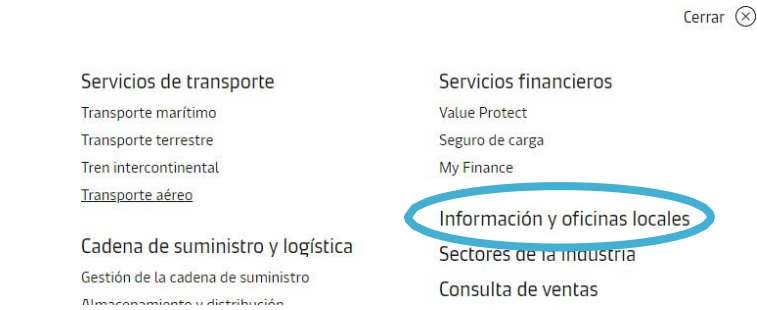 Cerrar
Servicios de transporte
Transporte marítimo
Transporte terrestre
Tren intercontinental
Transporte aéreo
Cadena de suministro y logística
Gestión de la cadena de suministro
Almacenamiento y distribución
Servicios financieros
Value Protect
Seguro de carga
My Finance
Información y oficinas locales
Sectores de la industria
Consulta de ventas